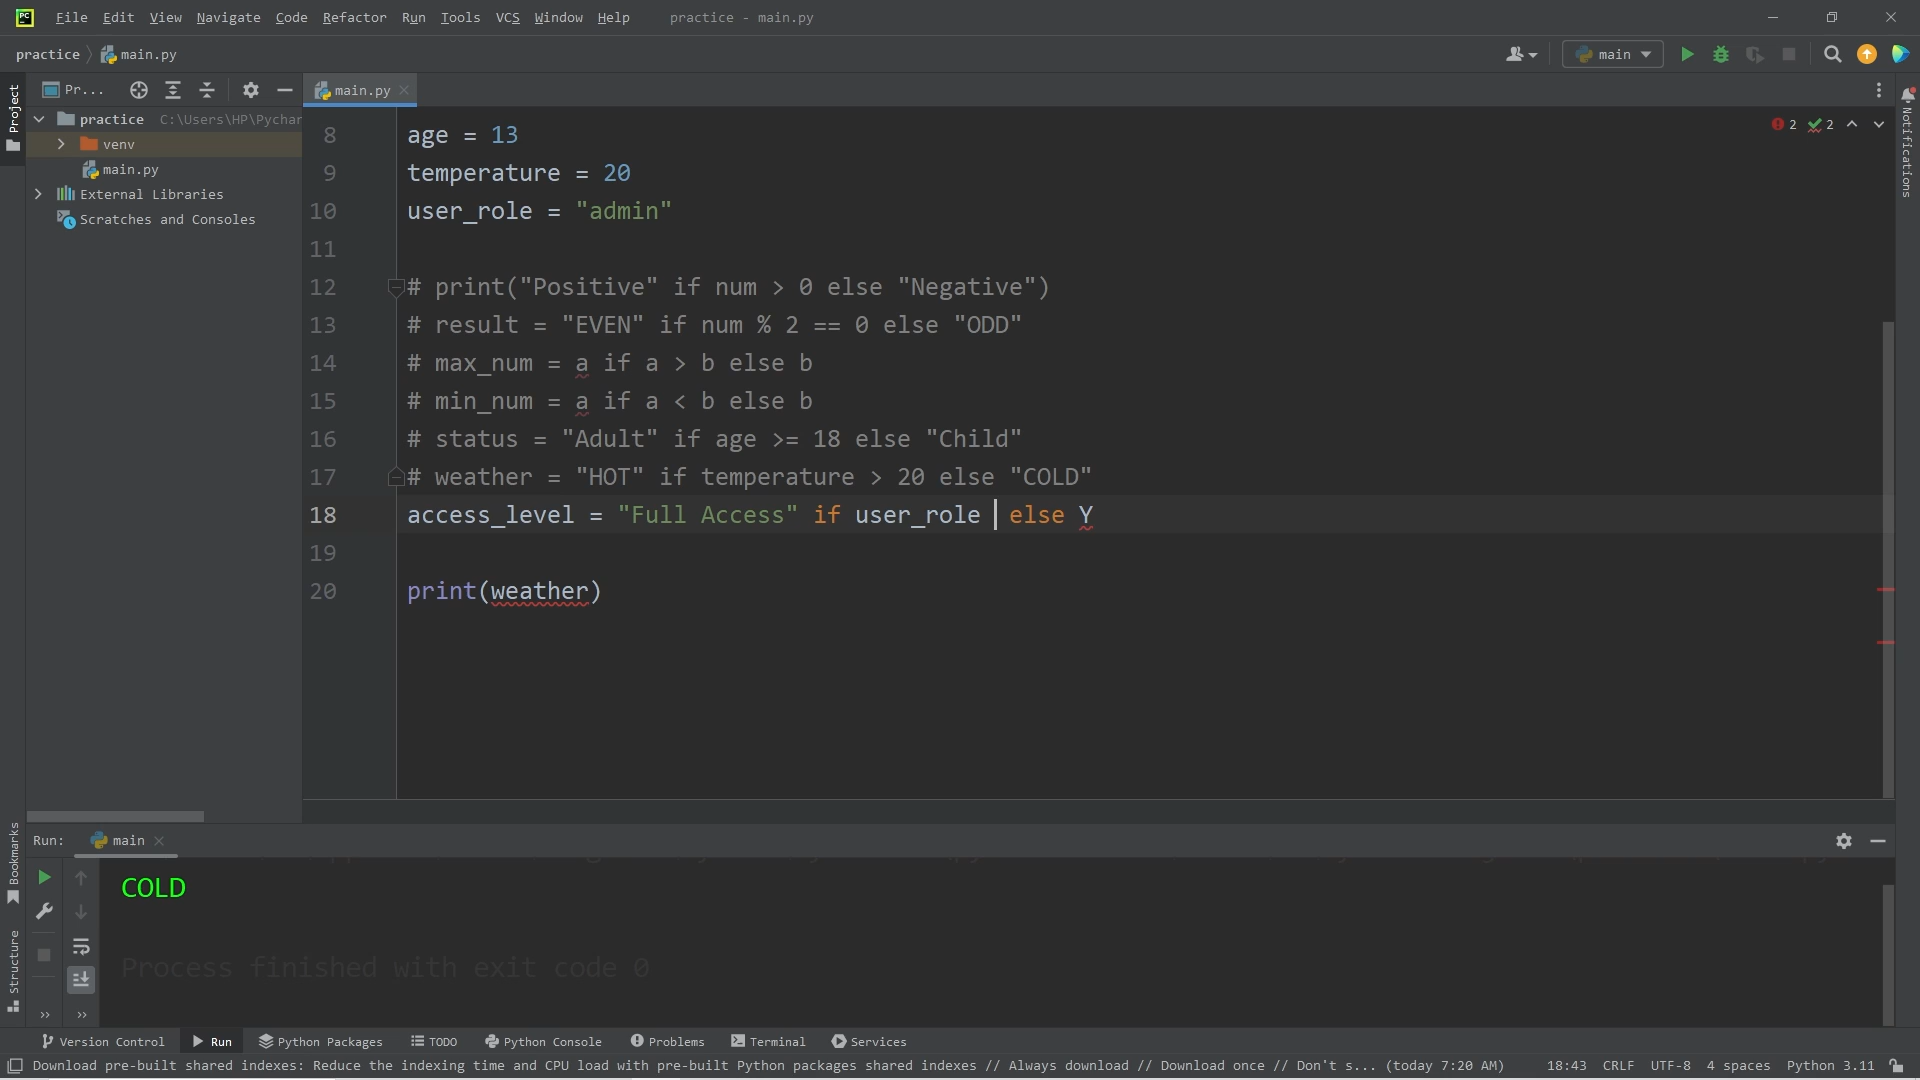 File Edit View Navigate Code Refactor Run Tools VCS Window Help practice - main.py
practice main.py main
Project Pr... main.py
practice C:\Users\HP\Pychar
venv
main.py
External Libraries
Scratches and Consoles
Notifications
2 2
8 age = 13
9 temperature = 20
10 user_role = "admin"
11
12 # print("Positive" if num > 0 else "Negative")
13 # result = "EVEN" if num % 2 == 0 else "ODD"
14 # max_num = a if a > b else b
15 # min_num = a if a < b else b
16 # status = "Adult" if age >= 18 else "Child"
17 # weather = "HOT" if temperature > 20 else "COLD"
18 access_level = "Full Access" if user_role else Y
19
20 print(weather)
Run: main
Bookmarks
Structure
COLD
Process finished with exit code 0
Version Control Run Python Packages TODO Python Console Problems Terminal Services
Download pre-built shared indexes: Reduce the indexing time and CPU load with pre-built Python packages shared indexes // Always download // Download once // Don't s... (today 7:20 AM) 18:43 CRLF UTF-8 4 spaces Python 3.11